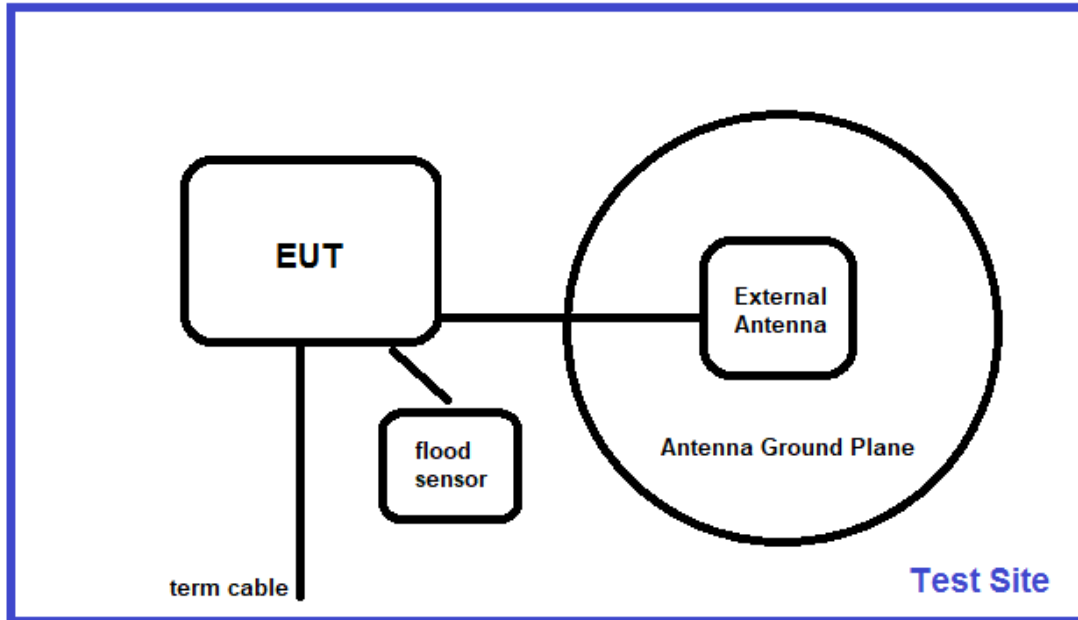 EUT
External
Antenna
flood
sensor
Antenna Ground Plane
term cable
Test Site